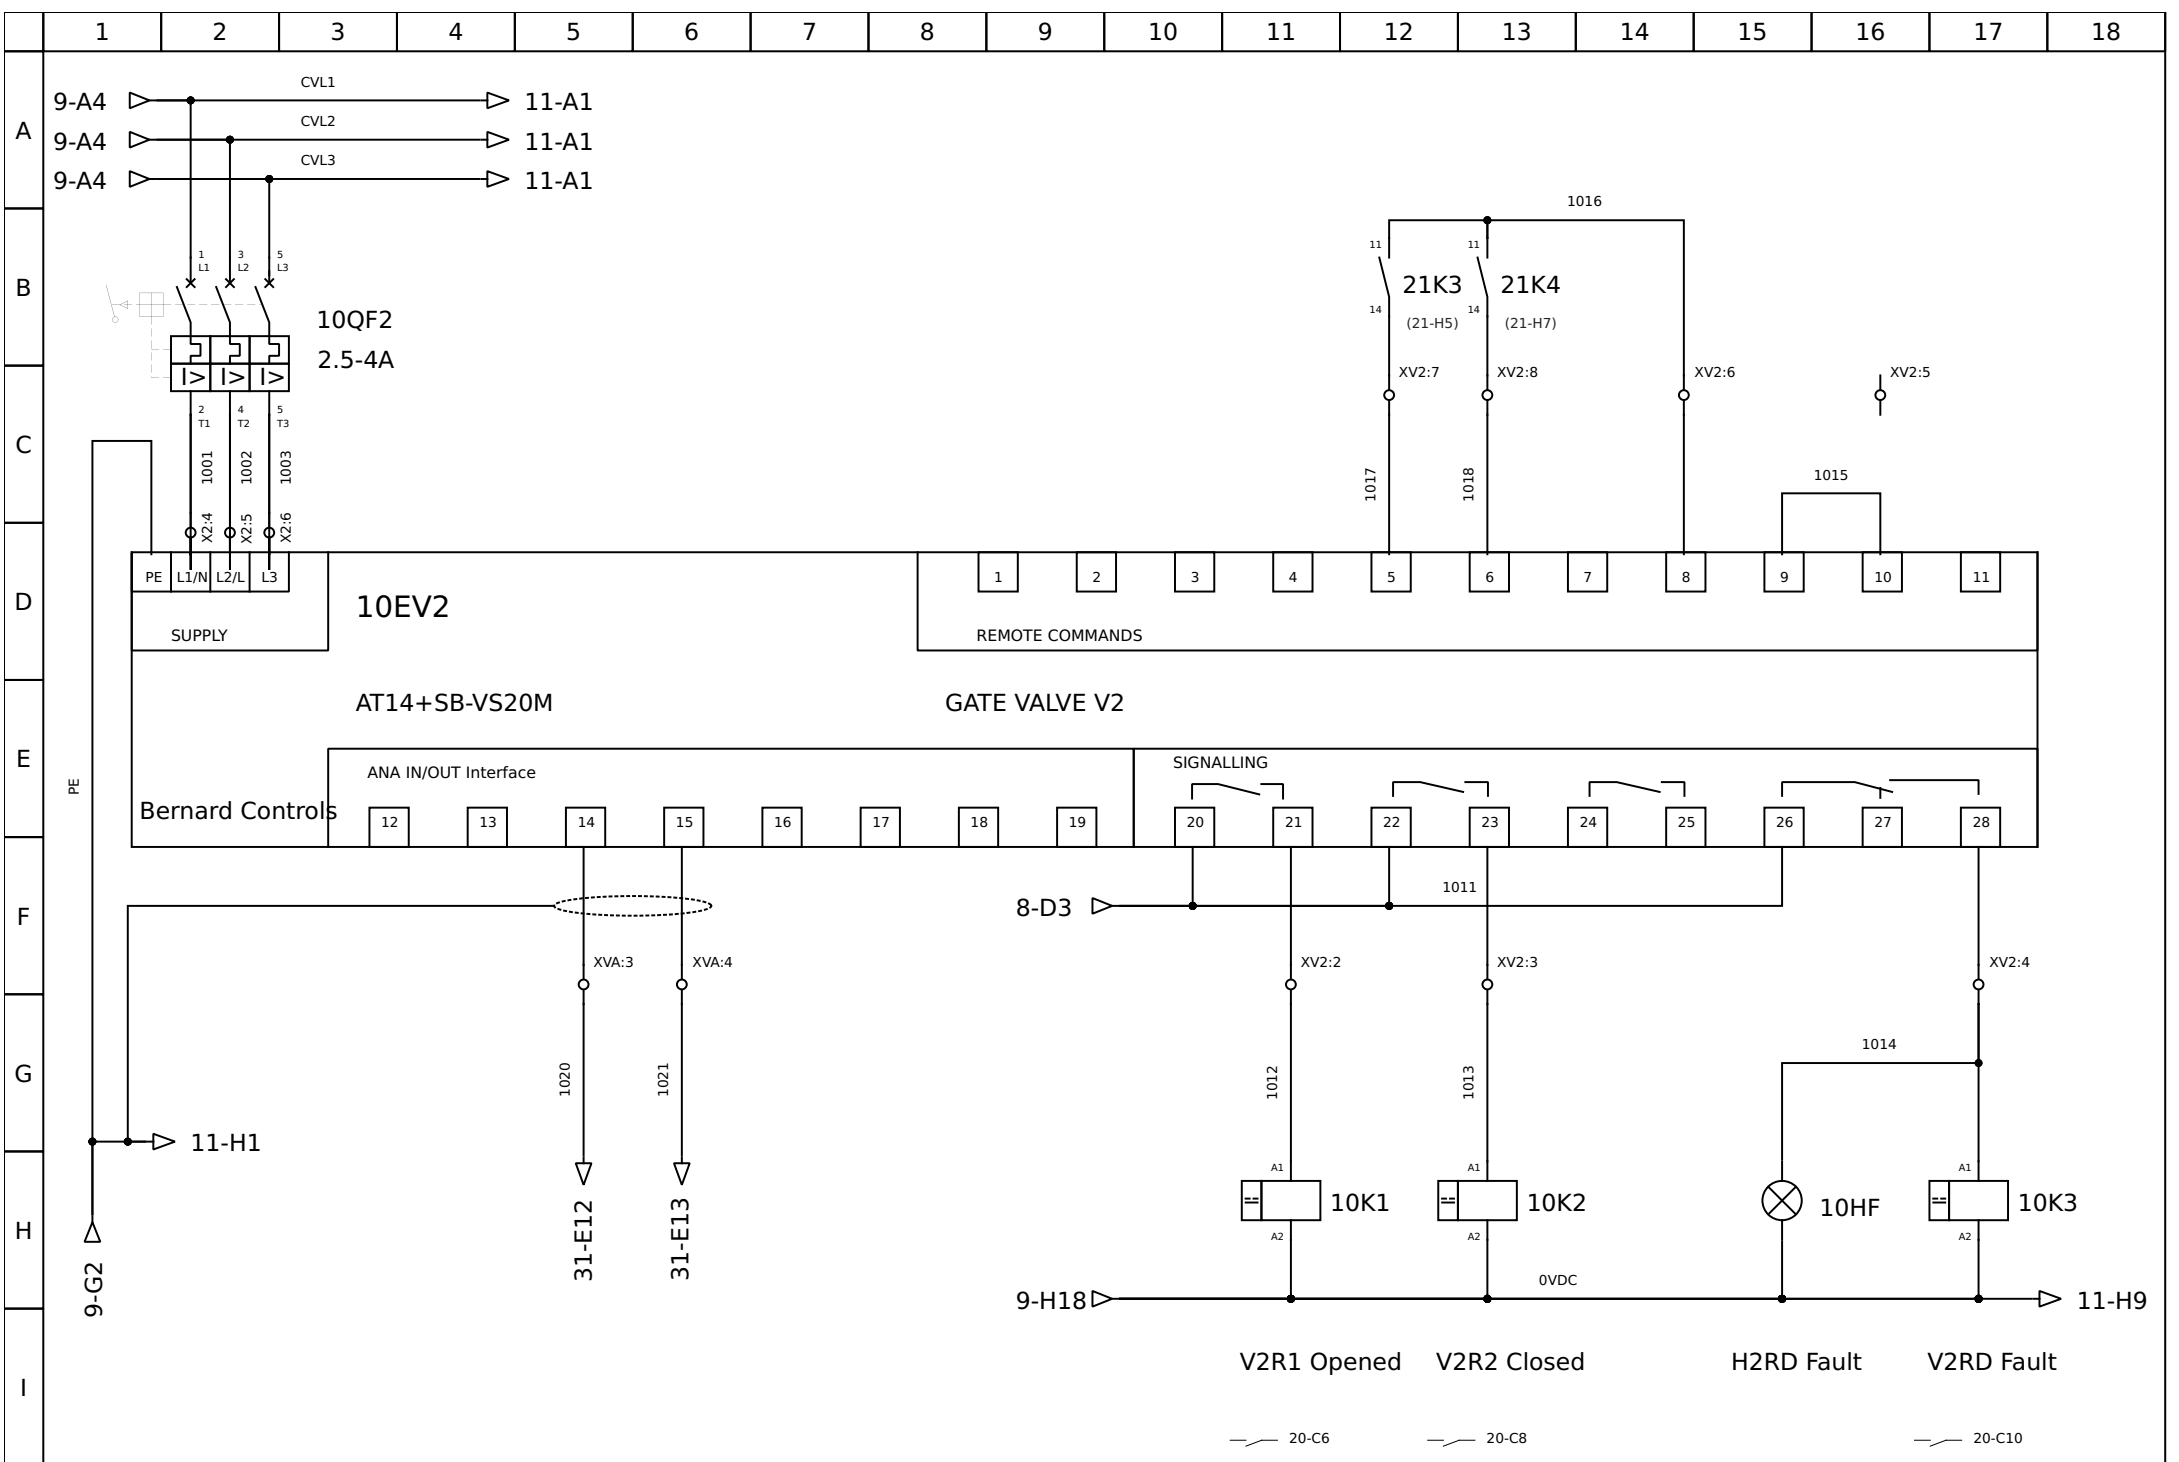 1 2 3 4 5 6 7 8 9 10 11 12 13 14 15 16 17 18
A
B
C
D
E
F
G
H
I
9-A4 CVL1 11-A1
9-A4 CVL2 11-A1
9-A4 CVL3 11-A1
1016
1 3 5
L1 L2 L3
11 11
21K3 21K4
14 14
(21-H5) (21-H7)
10QF2
2.5-4A
I> I> I>
XV2:7 XV2:8 XV2:6 XV2:5
2 4 5
T1 T2 T3
1001 1002 1003
1017 1018
1015
X2:4 X2:5 X2:6
PE L1/N L2/L L3
1 2 3 4 5 6 7 8 9 10 11
10EV2
SUPPLY
REMOTE COMMANDS
AT14+SB-VS20M
GATE VALVE V2
PE
ANA IN/OUT Interface
SIGNALLING
Bernard Controls
12 13 14 15 16 17 18 19 20 21 22 23 24 25 26 27 28
8-D3
1011
XVA:3 XVA:4 XV2:2 XV2:3 XV2:4
1014
1020 1021 1012 1013
11-H1
A1 A1 A1
10K1 10K2 10HF 10K3
A2 A2 A2
31-E12 31-E13
9-G2
9-H18
0VDC
11-H9
V2R1 Opened
V2R2 Closed
H2RD Fault
V2RD Fault
20-C6 20-C8 20-C10